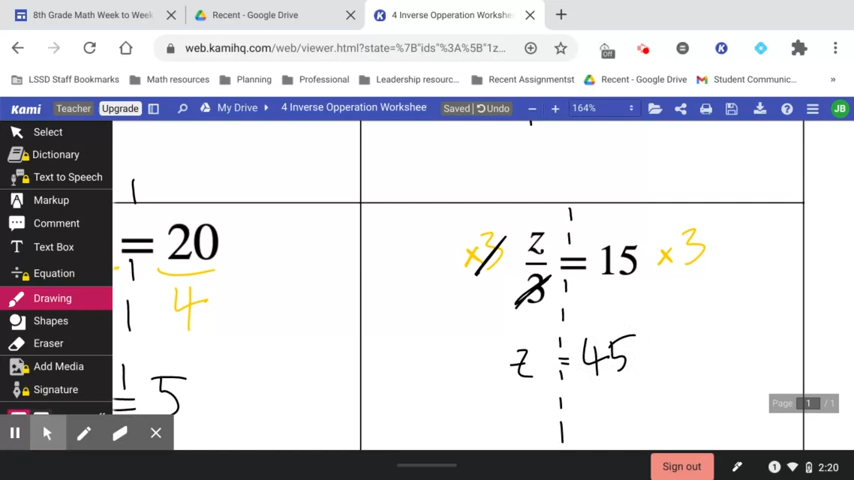 8th Grade Math Week to Week
Recent - Google Drive
4 Inverse Opperation Workshe
web.kamihq.com/web/viewer.html?state=%7B"ids"%3A%5B"1z...
Off
LSSD Staff Bookmarks
Math resources
Planning
Professional
Leadership resourc...
Recent Assignmentst
Recent - Google Drive
Student Communic...
»
Kami
Teacher
Upgrade
My Drive
4 Inverse Opperation Workshee
Saved
Undo
164%
JB
Select
Dictionary
Text to Speech
Markup
Comment
Text Box
Equation
Drawing
Shapes
Eraser
Add Media
Signature
= 20
4
= 5
×3 z/3 = 15 ×3
z = 45
Page 1 / 1
Sign out
1
2:20